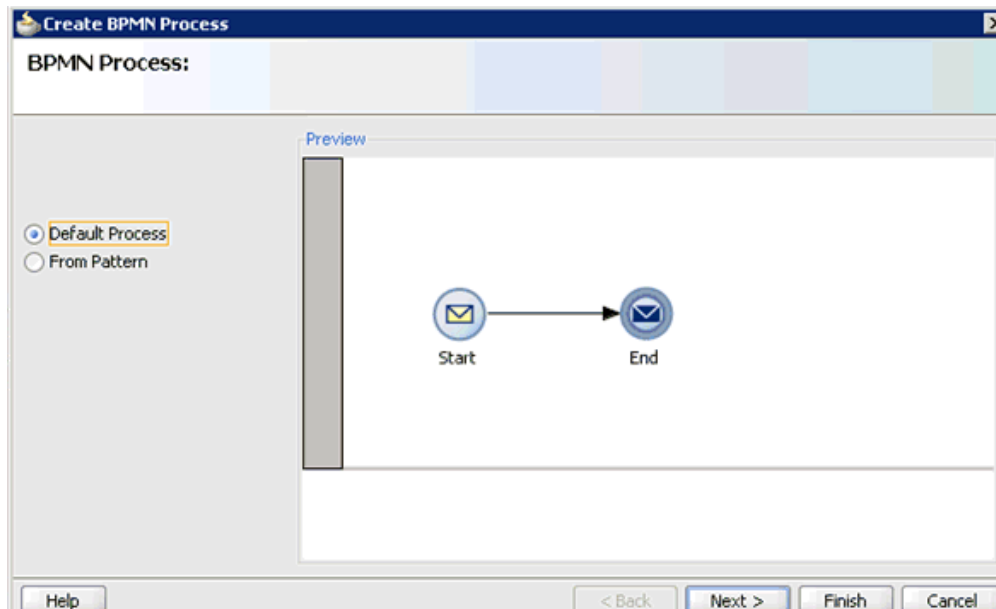 Create BPMN Process
BPMN Process:
Preview
Default Process
From Pattern
Start
End
Help
< Back
Next >
Finish
Cancel